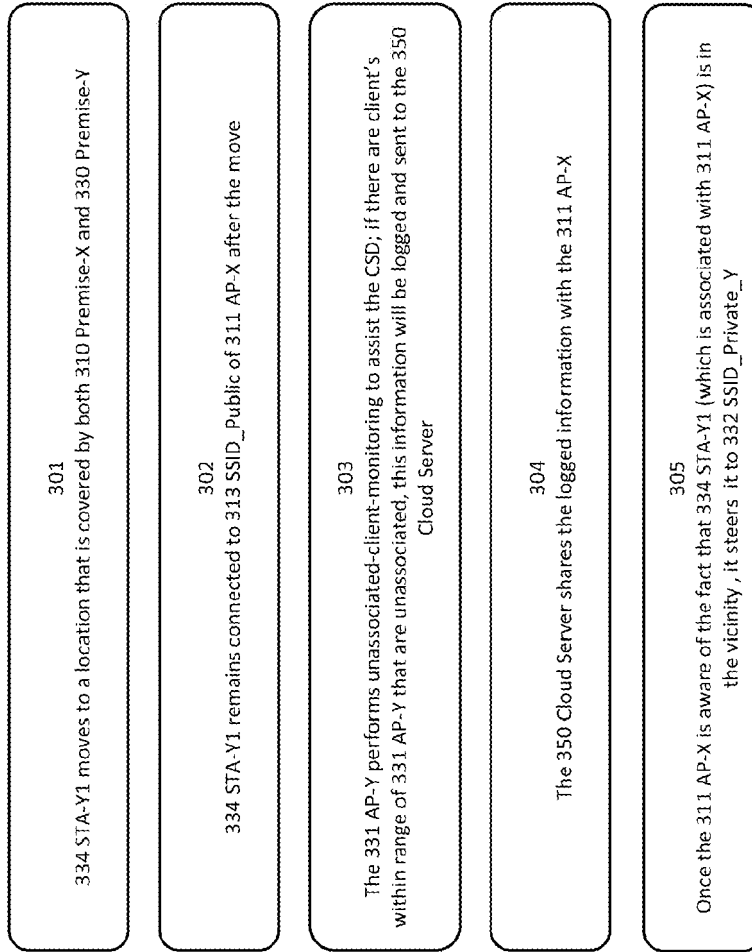 301
334 STA-Y1 moves to a location that is covered by both 310 Premise-X and 330 Premise-Y
302
334 STA-Y1 remains connected to 313 SSID_Public of 311 AP-X after the move
303
The 331 AP-Y performs unassociated-client-monitoring to assist the CSD; if there are client's
within range of 331 AP-Y that are unassociated, this information will be logged and sent to the 350
Cloud Server
304
The 350 Cloud Server shares the logged information with the 311 AP-X
305
Once the 311 AP-X is aware of the fact that 334 STA-Y1 (which is associated with 311 AP-X) is in
the vicinity , it steers it to 332 SSID_Private_Y